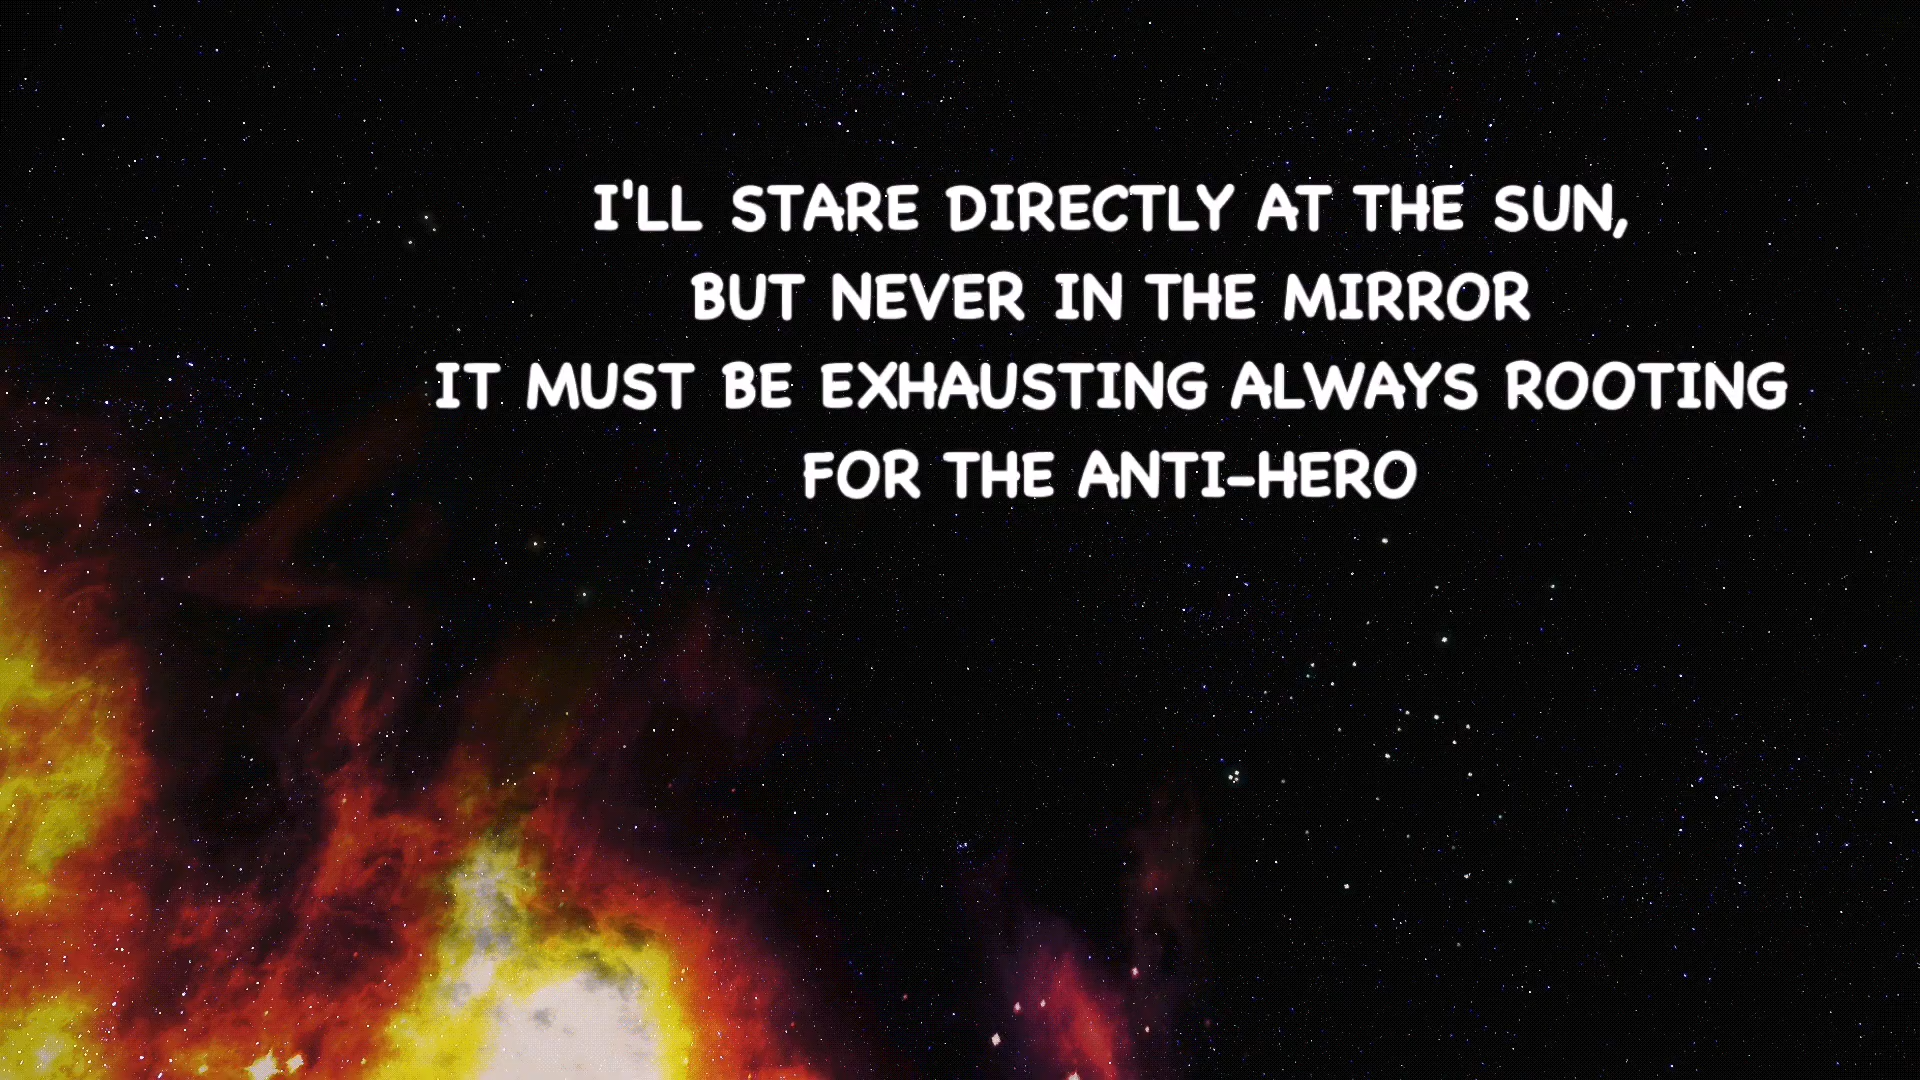 I'LL STARE DIRECTLY AT THE SUN,
BUT NEVER IN THE MIRROR
IT MUST BE EXHAUSTING ALWAYS ROOTING
FOR THE ANTI-HERO